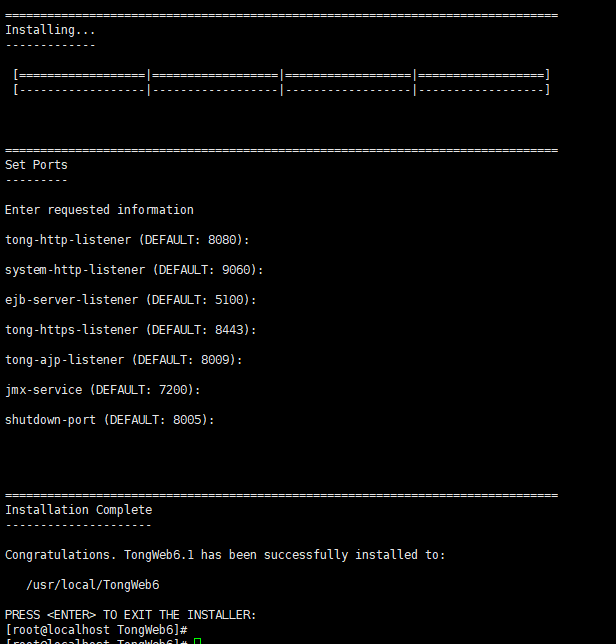 ===============================================================================
Installing...
-------------
[==================|==================|==================|==================]
[------------------|------------------|------------------|------------------]
===============================================================================
Set Ports
---------
Enter requested information
tong-http-listener (DEFAULT: 8080):
system-http-listener (DEFAULT: 9060):
ejb-server-listener (DEFAULT: 5100):
tong-https-listener (DEFAULT: 8443):
tong-ajp-listener (DEFAULT: 8009):
jmx-service (DEFAULT: 7200):
shutdown-port (DEFAULT: 8005):
===============================================================================
Installation Complete
---------------------
Congratulations. TongWeb6.1 has been successfully installed to:
/usr/local/TongWeb6
PRESS <ENTER> TO EXIT THE INSTALLER:
[root@localhost TongWeb6]#
[root@localhost TongWeb6]#